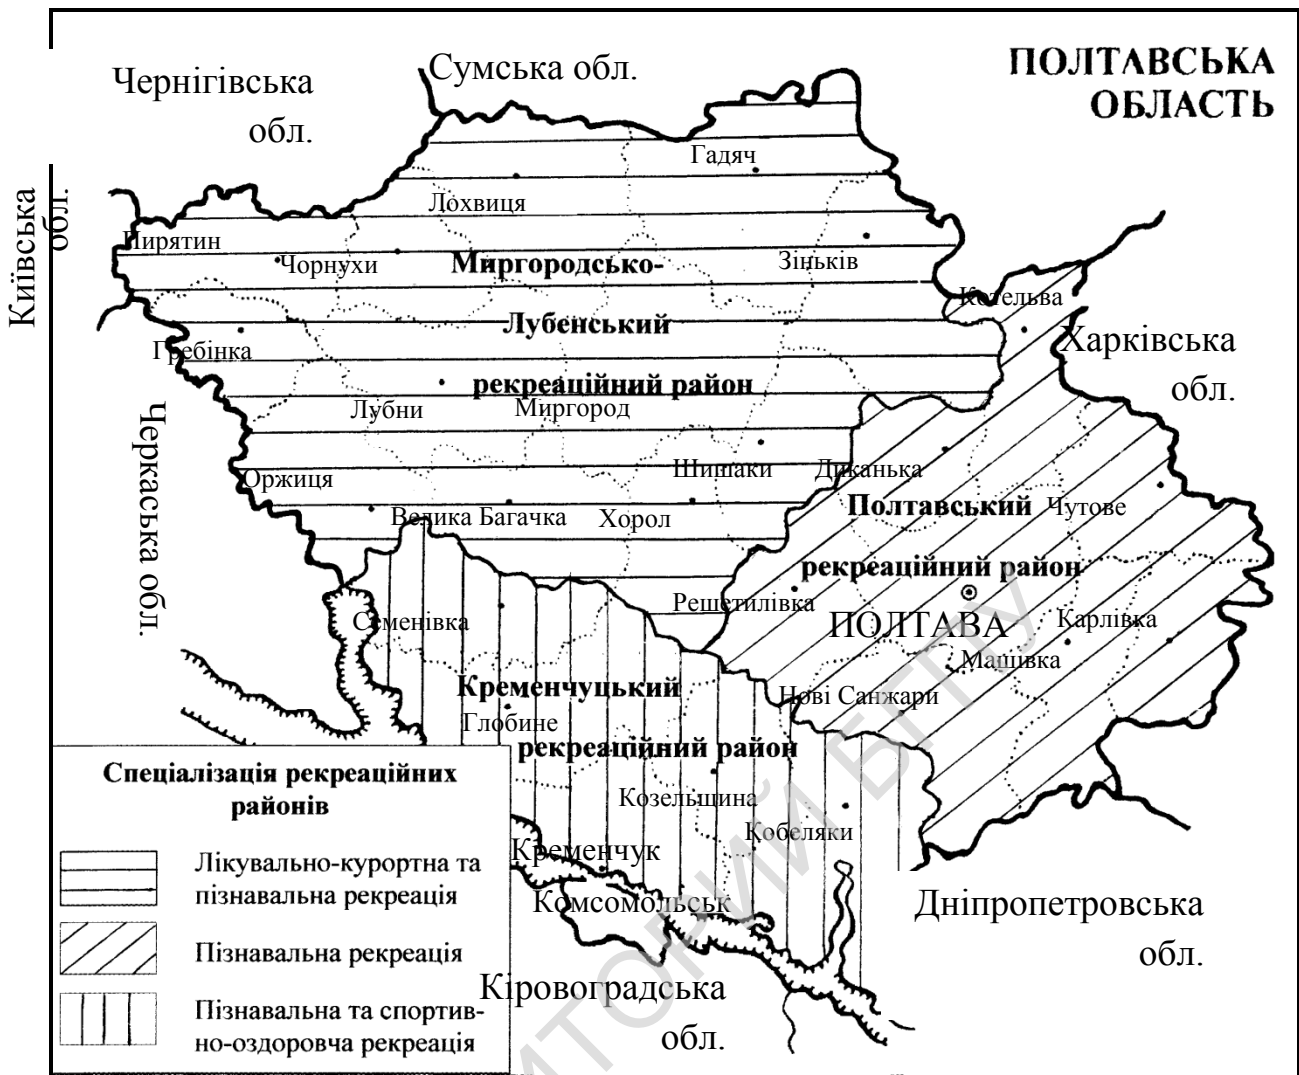 ПОЛТАВСЬКА
ОБЛАСТЬ
Чернігівська
обл.
Сумська обл.
Київська
обл.
Черкаська обл.
Харківська
обл.
Дніпропетровська
обл.
Кіровоградська
обл.
Гадяч
Лохвиця
Пирятин
Чорнухи
Миргородсько-
Зіньків
Котельва
Лубенський
Гребінка
рекреаційний район
Лубни
Миргород
Шишаки
Диканька
Оржиця
Велика Багачка
Хорол
Полтавський
Чутове
рекреаційний район
Решетилівка
ПОЛТАВА
Карлівка
Машівка
Нові Санжари
Семенівка
Кременчуцький
Глобине
рекреаційний район
Козельщина
Кобеляки
Кременчук
Комсомольськ
Спеціалізація рекреаційних
районів
Лікувально-курортна та
пізнавальна рекреація
Пізнавальна рекреація
Пізнавальна та спортив-
но-оздоровча рекреація
ИТОРИЙ БГПУ